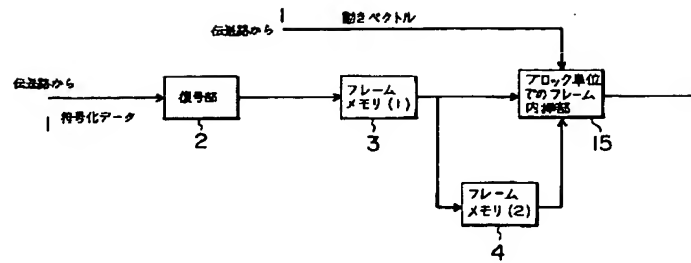 1 動きベクトル
伝送路から
伝送路から
1 符号化データ
復号部
2
フレーム
メモリ(1)
3
フレーム
メモリ(2)
4
ブロック単位
でのフレーム
内挿部
15